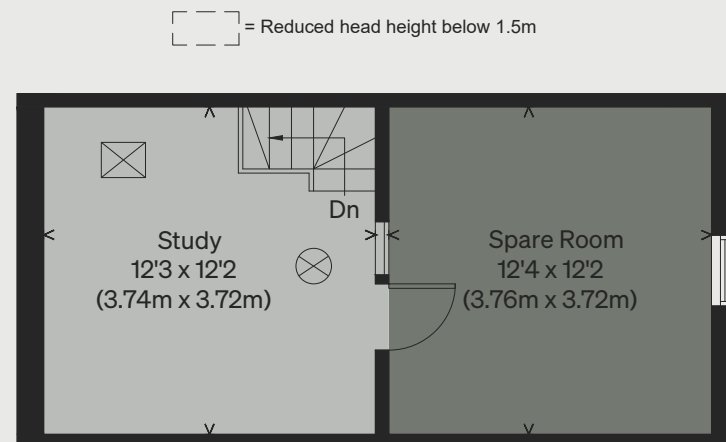 = Reduced head height below 1.5m
Dn
Study
12'3 x 12'2
(3.74m x 3.72m)
Spare Room
12'4 x 12'2
(3.76m x 3.72m)